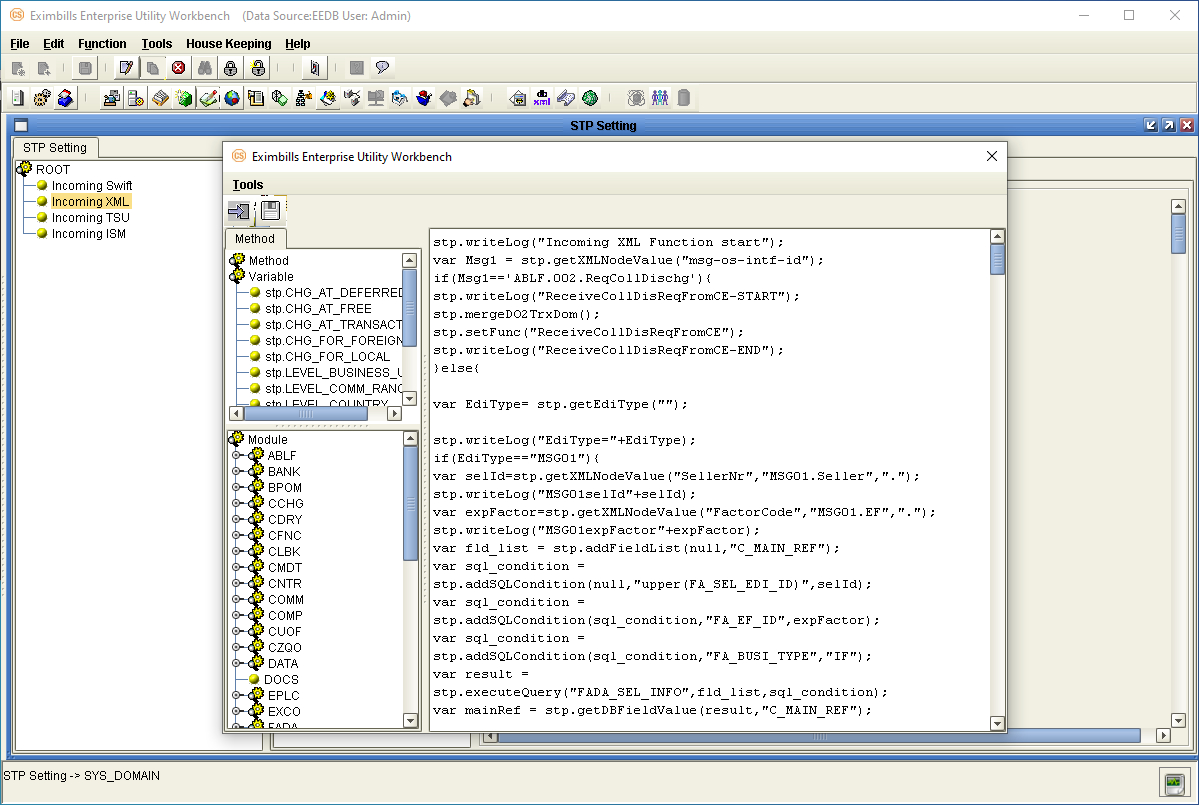 CS Eximbills Enterprise Utility Workbench (Data Source:EEDB User: Admin)
File Edit Function Tools House Keeping Help
db
xml
STP Setting
STP Setting
ROOT
Incoming Swift
Incoming XML
Incoming TSU
Incoming ISM
CS Eximbills Enterprise Utility Workbench
Tools
Method
Method
Variable
stp.CHG_AT_DEFERRED
stp.CHG_AT_FREE
stp.CHG_AT_TRANSACT
stp.CHG_FOR_FOREIGN
stp.CHG_FOR_LOCAL
stp.LEVEL_BUSINESS_U
stp.LEVEL_COMM_RANG
stp.LEVEL_COUNTRY
Module
ABLF
BANK
BPOM
CCHG
CDRY
CFNC
CLBK
CMDT
CNTR
COMM
COMP
CUOF
CZQO
DATA
DOCS
EPLC
EXCO
FADA
stp.writeLog("Incoming XML Function start");
var Msg1 = stp.getXMLNodeValue("msg-os-intf-id");
if(Msg1=='ABLF.002.ReqCollDischg'){
stp.writeLog("ReceiveCollDisReqFromCE-START");
stp.mergeDO2TrxDom();
stp.setFunc("ReceiveCollDisReqFromCE");
stp.writeLog("ReceiveCollDisReqFromCE-END");
}else{
var EdiType= stp.getEdiType("");
stp.writeLog("EdiType="+EdiType);
if(EdiType=="MSG01"){
var selId=stp.getXMLNodeValue("SellerNr","MSG01.Seller",".");
stp.writeLog("MSG01selId"+selId);
var expFactor=stp.getXMLNodeValue("FactorCode","MSG01.EF",".");
stp.writeLog("MSG01expFactor"+expFactor);
var fld_list = stp.addFieldList(null,"C_MAIN_REF");
var sql_condition =
stp.addSQLCondition(null,"upper(FA_SEL_EDI_ID)",selId);
var sql_condition =
stp.addSQLCondition(sql_condition,"FA_EF_ID",expFactor);
var sql_condition =
stp.addSQLCondition(sql_condition,"FA_BUSI_TYPE","IF");
var result =
stp.executeQuery("FADA_SEL_INFO",fld_list,sql_condition);
var mainRef = stp.getDBFieldValue(result,"C_MAIN_REF");
STP Setting -> SYS_DOMAIN